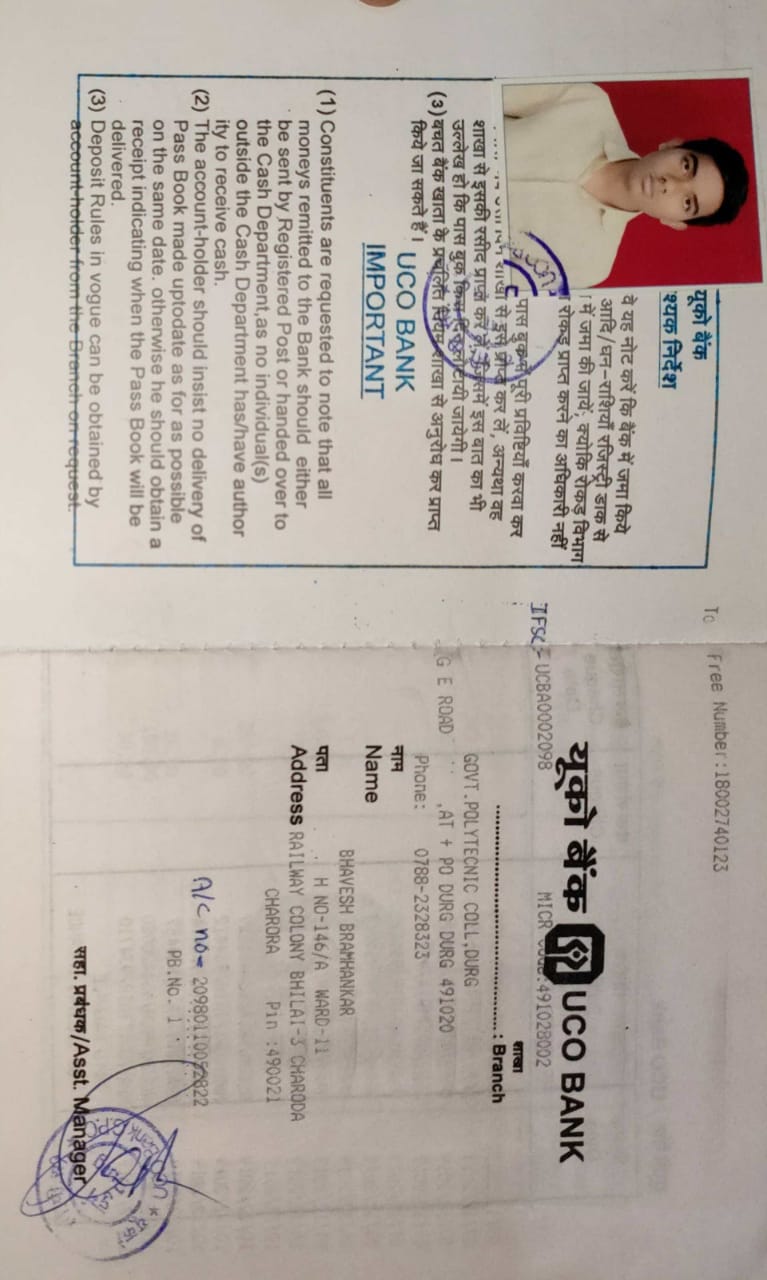 यूको बैंक
श्यक निर्देश
वे यह नोट करें कि बैंक में जमा किये
आदि/धन–राशियाँ रजिस्ट्री डाक से
में जमा की जायें, क्योकि रोकड़ विभाग
रोकड़ प्राप्त करने का अधिकारी नहीं
पास बुक में पूरी प्रविष्टियाँ करवा कर
शाखा से इसे प्राप्त कर लें, अन्यथा वह
शाखा से इसकी रसीद प्राप्त कर लें, जिसमें इस बात का भी
उल्लेख हो कि पास बुक किस दिन लौटायी जायेगी।
(3) बचत बैंक खाता के प्रचलित नियम शाखा से अनुरोध कर प्राप्त
किये जा सकते हैं।
UCO BANK
IMPORTANT
(1) Constituents are requested to note that all
moneys remitted to the Bank should either
be sent by Registered Post or handed over to
the Cash Department,as no individual(s)
outside the Cash Department has/have author
ity to receive cash.
(2) The account-holder should insist no delivery of
Pass Book made uptodate as for as possible
on the same date. otherwise he should obtain a
receipt indicating when the Pass Book will be
delivered.
(3) Deposit Rules in vogue can be obtained by
account-holder from the Branch on request.
To Free Number:18002740123
यूको बैंक UCO BANK
IFSC- UCBA0002098 MICR Code:491028002
शाखा
: Branch
GOVT.POLYTECNIC COLL,DURG
G E ROAD ,AT + PO DURG DURG 491020
Phone: 0788-2328323
नाम
Name
BHAVESH BRAMHANKAR
पता H NO-146/A WARD-11
Address RAILWAY COLONY BHILAI-3 CHARODA
CHARORA Pin :490021
A/C no- 20980110052822
PB.No. 1
सहा. प्रबंधक/Asst. Manager